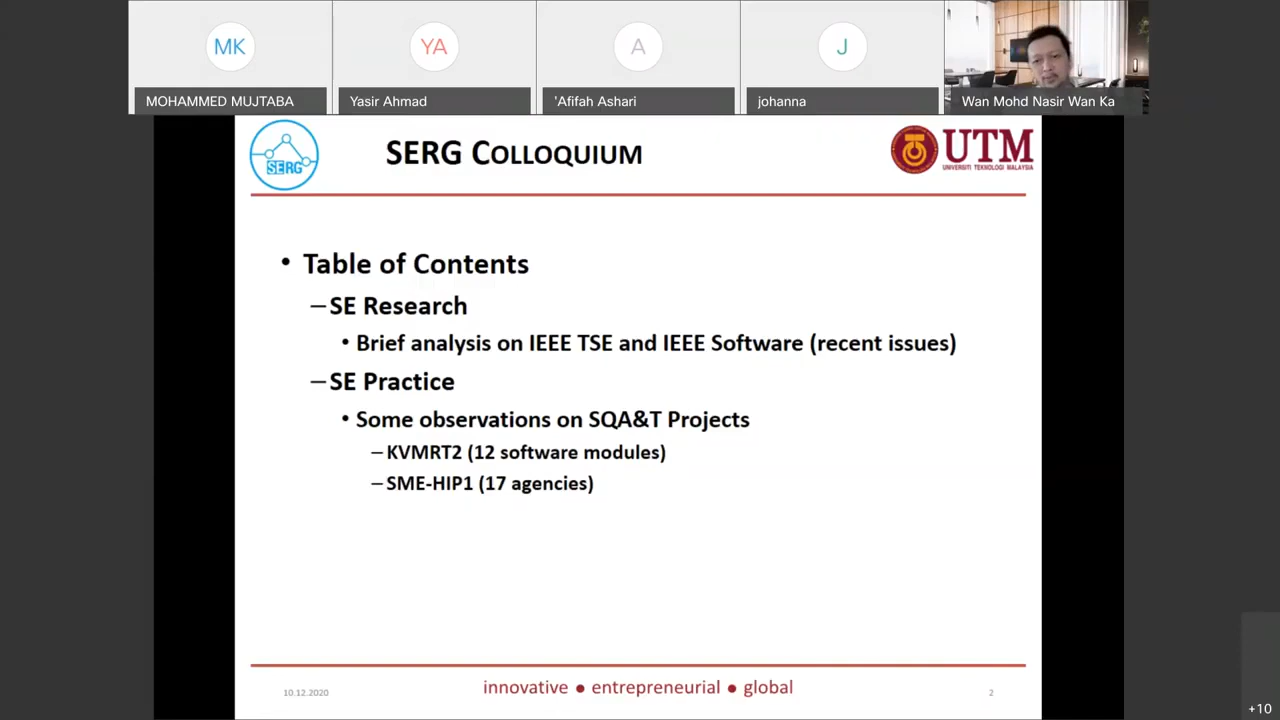 MK
YA
A
J
MOHAMMED MUJTABA
Yasir Ahmad
'Afifah Ashari
johanna
Wan Mohd Nasir Wan Ka
SERG
SERG COLLOQUIUM
UTM
UNIVERSITI TEKNOLOGI MALAYSIA
• Table of Contents
–SE Research
• Brief analysis on IEEE TSE and IEEE Software (recent issues)
–SE Practice
• Some observations on SQA&T Projects
–KVMRT2 (12 software modules)
–SME-HIP1 (17 agencies)
10.12.2020
innovative ● entrepreneurial ● global
2
+10